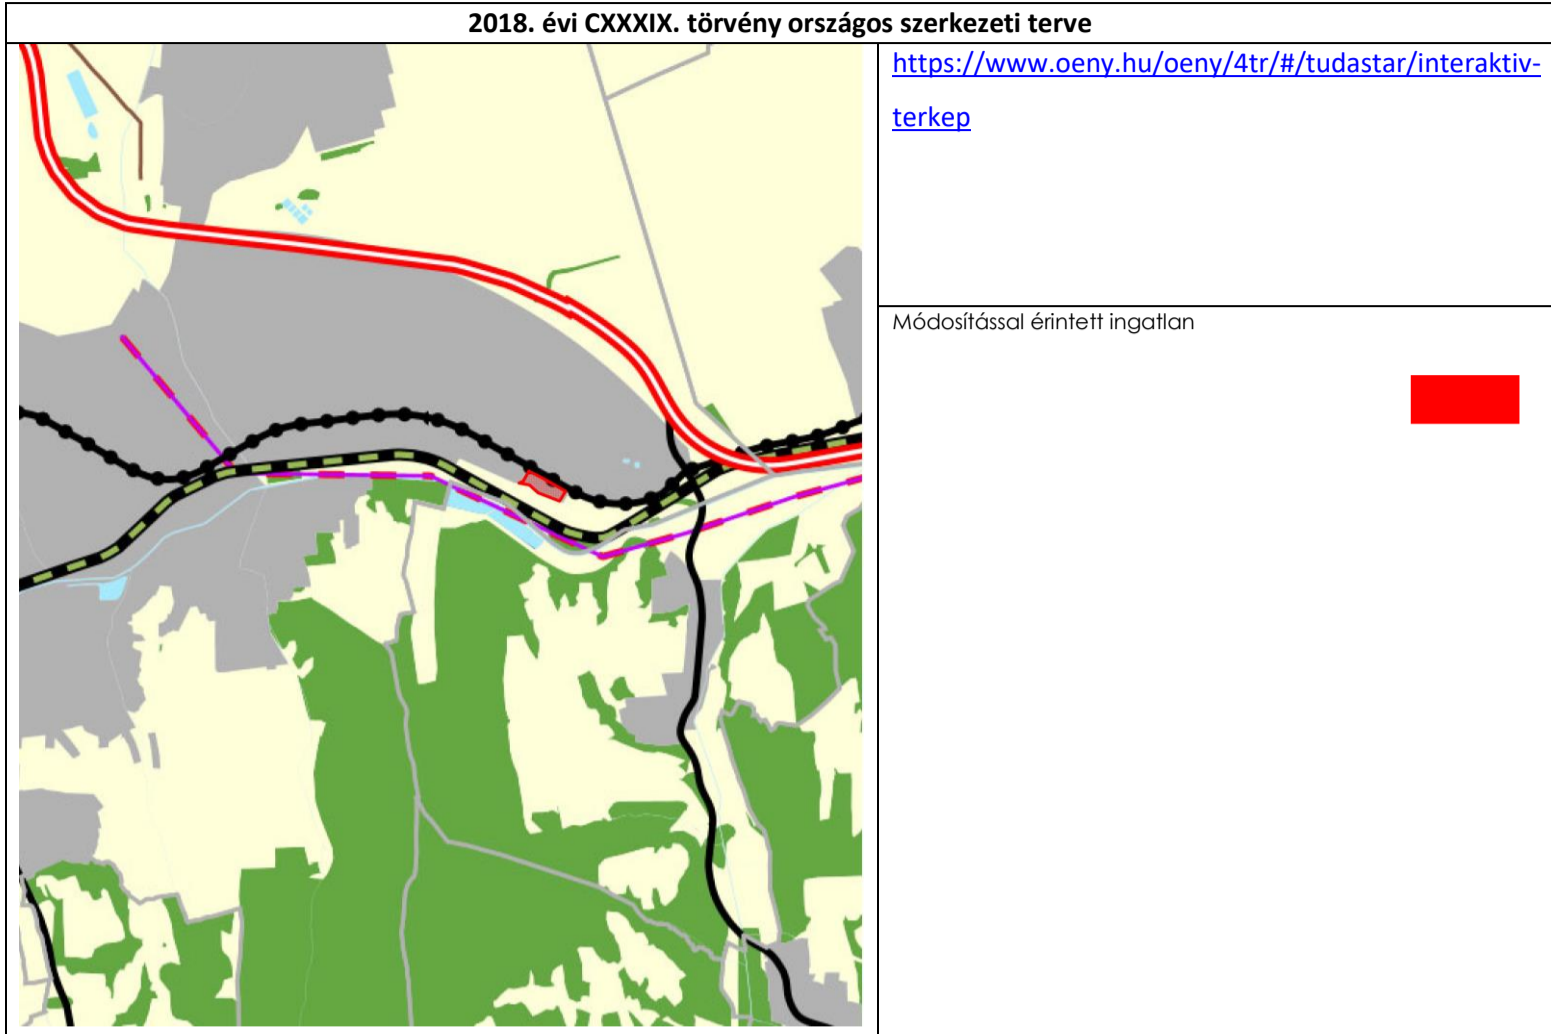 2018. évi CXXXIX. törvény országos szerkezeti terve
https://www.oeny.hu/oeny/4tr/#/tudastar/interaktiv-
terkep
Módosítással érintett ingatlan